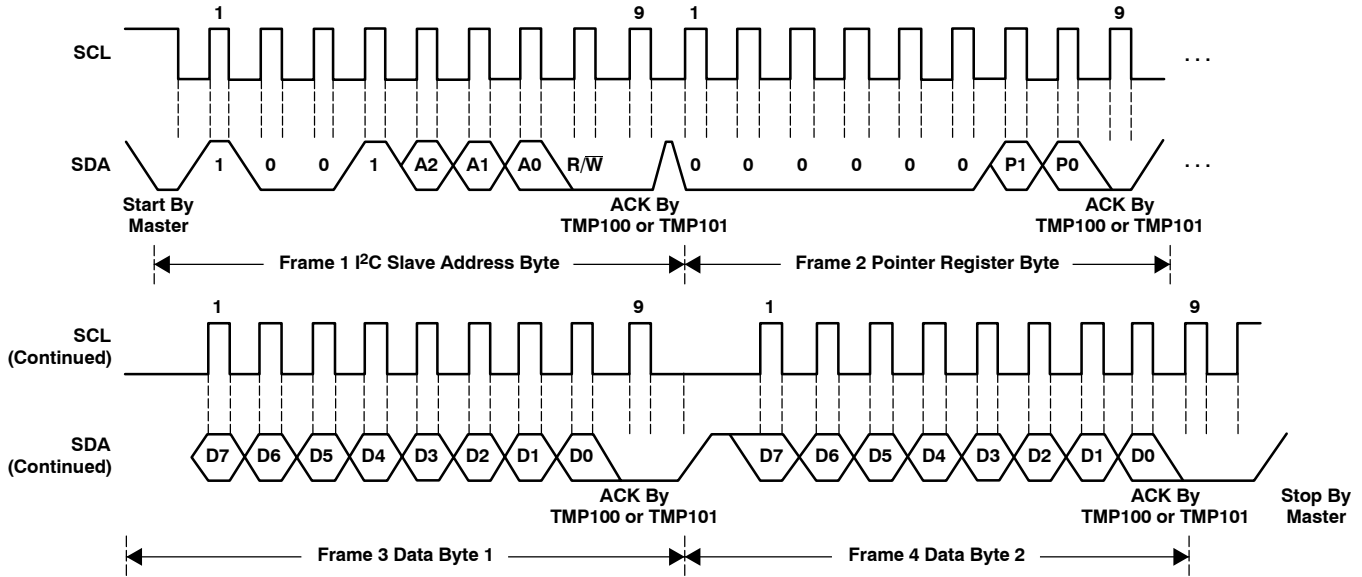 1 9 1 9
SCL . . .
SDA 1 0 0 1 A2 A1 A0 R/W̅ 0 0 0 0 0 0 P1 P0 . . .
Start By Master
ACK By TMP100 or TMP101
ACK By TMP100 or TMP101
Frame 1 I²C Slave Address Byte
Frame 2 Pointer Register Byte
1 9 1 9
SCL (Continued)
SDA (Continued)
D7 D6 D5 D4 D3 D2 D1 D0 D7 D6 D5 D4 D3 D2 D1 D0
ACK By TMP100 or TMP101
ACK By TMP100 or TMP101
Stop By Master
Frame 3 Data Byte 1
Frame 4 Data Byte 2